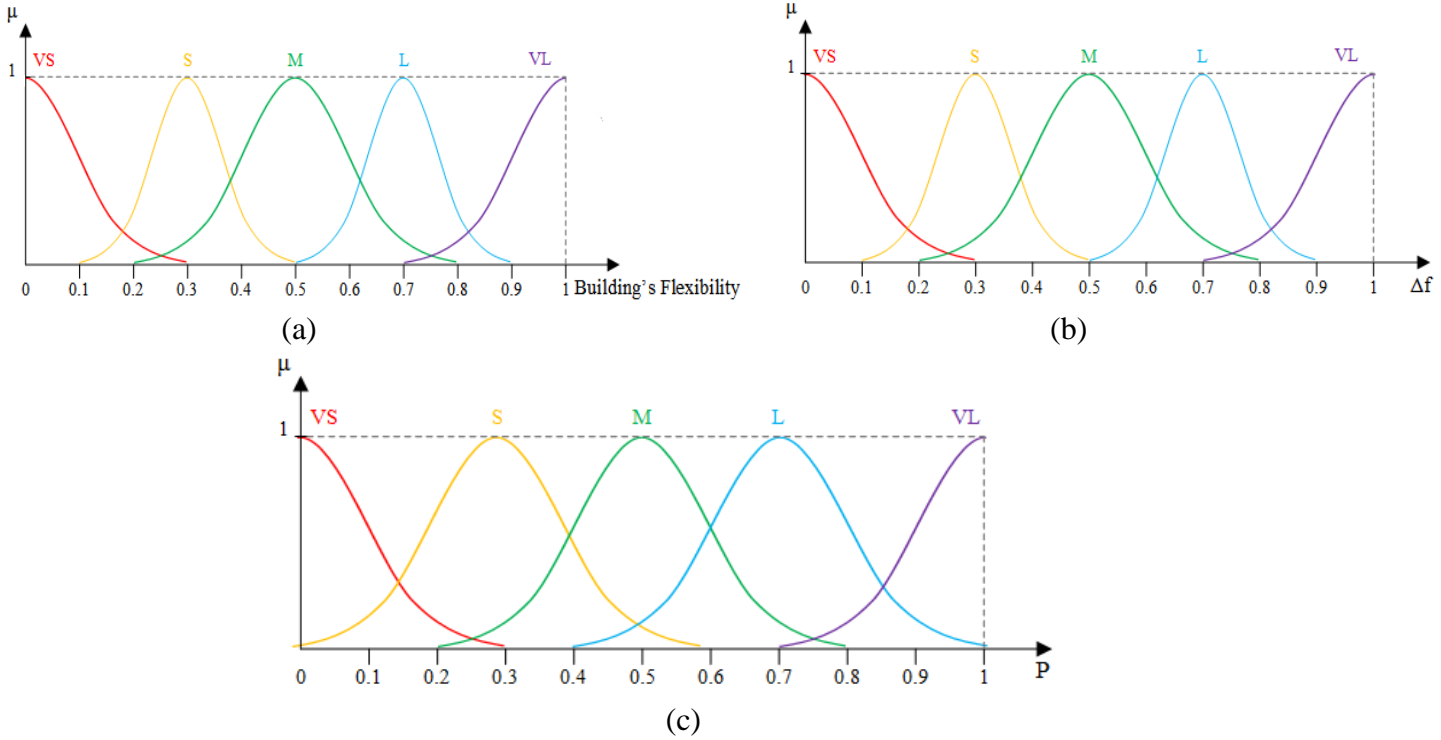 μ
VS S M L VL
1
0 0.1 0.2 0.3 0.4 0.5 0.6 0.7 0.8 0.9 1 Building's Flexibility
(a)
μ
VS S M L VL
1
0 0.1 0.2 0.3 0.4 0.5 0.6 0.7 0.8 0.9 1 Δf
(b)
μ
VS S M L VL
1
0 0.1 0.2 0.3 0.4 0.5 0.6 0.7 0.8 0.9 1 P
(c)